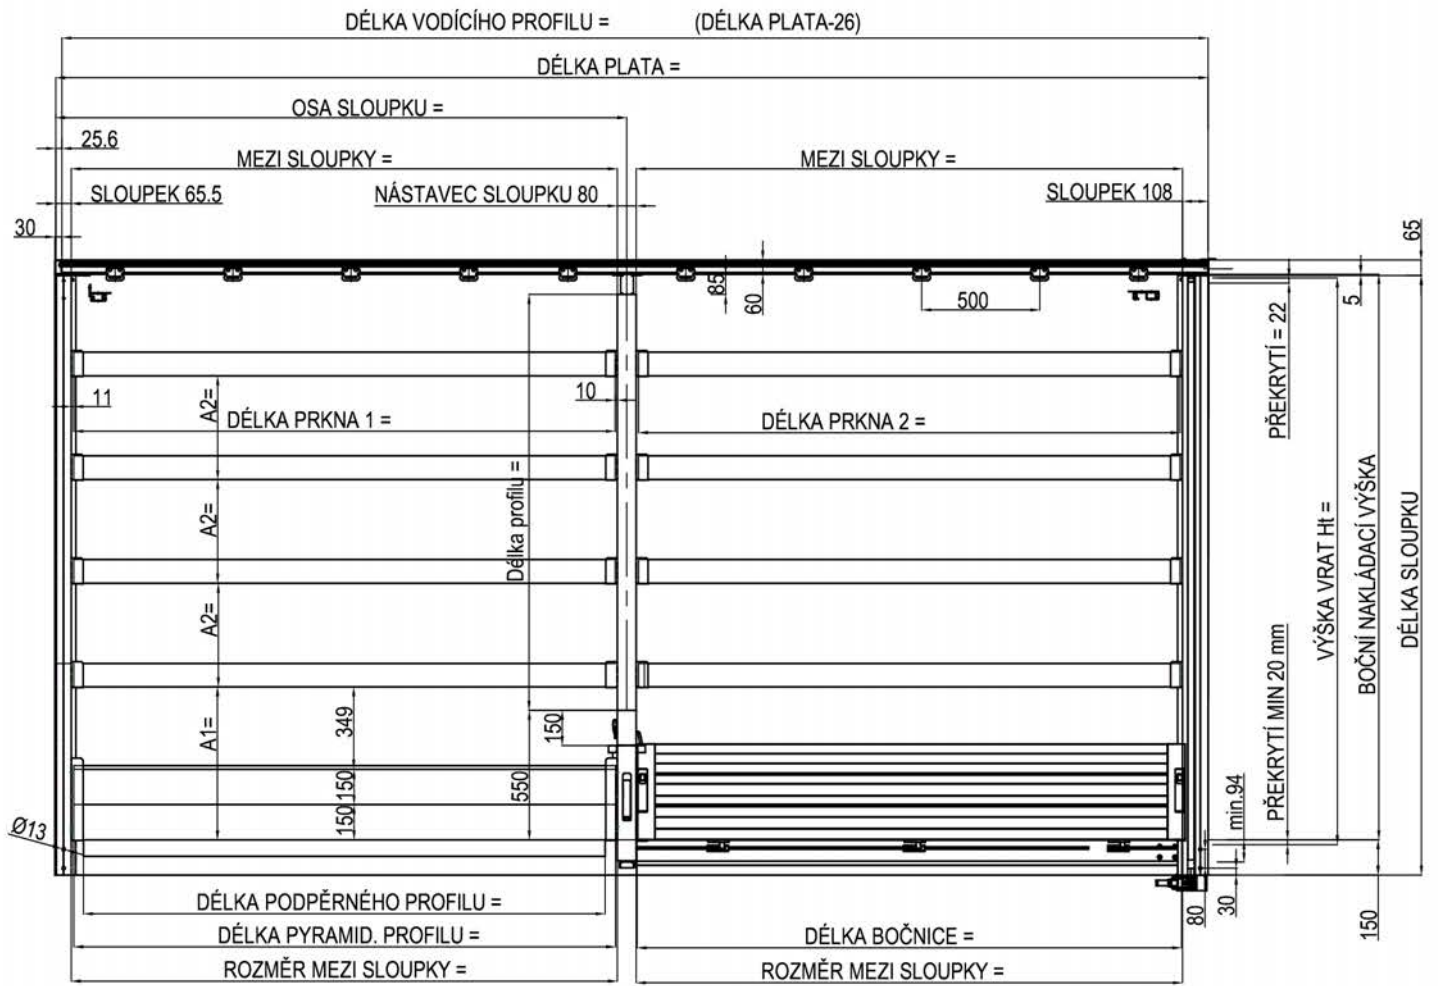 DÉLKA VODÍCÍHO PROFILU = (DÉLKA PLATA-26)
DÉLKA PLATA =
OSA SLOUPKU =
25.6
MEZI SLOUPKY =
MEZI SLOUPKY =
SLOUPEK 65.5
NÁSTAVEC SLOUPKU 80
SLOUPEK 108
30
65
85
60
500
5
PŘEKRYTÍ = 22
11
A2=
10
DÉLKA PRKNA 1 =
DÉLKA PRKNA 2 =
Délka profilu =
A2=
A2=
VÝŠKA VRAT Ht =
BOČNÍ NAKLÁDACÍ VÝŠKA
DÉLKA SLOUPKU
A1=
349
150
150
150
550
PŘEKRYTÍ MIN 20 mm
min.94
Ø13
80
30
150
DÉLKA PODPĚRNÉHO PROFILU =
DÉLKA PYRAMID. PROFILU =
DÉLKA BOČNICE =
ROZMĚR MEZI SLOUPKY =
ROZMĚR MEZI SLOUPKY =